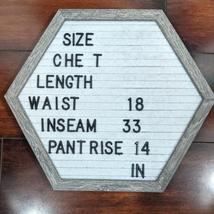 SIZE
CHE T
LENGTH
WAIST 18
INSEAM 33
PANT RISE 14
IN